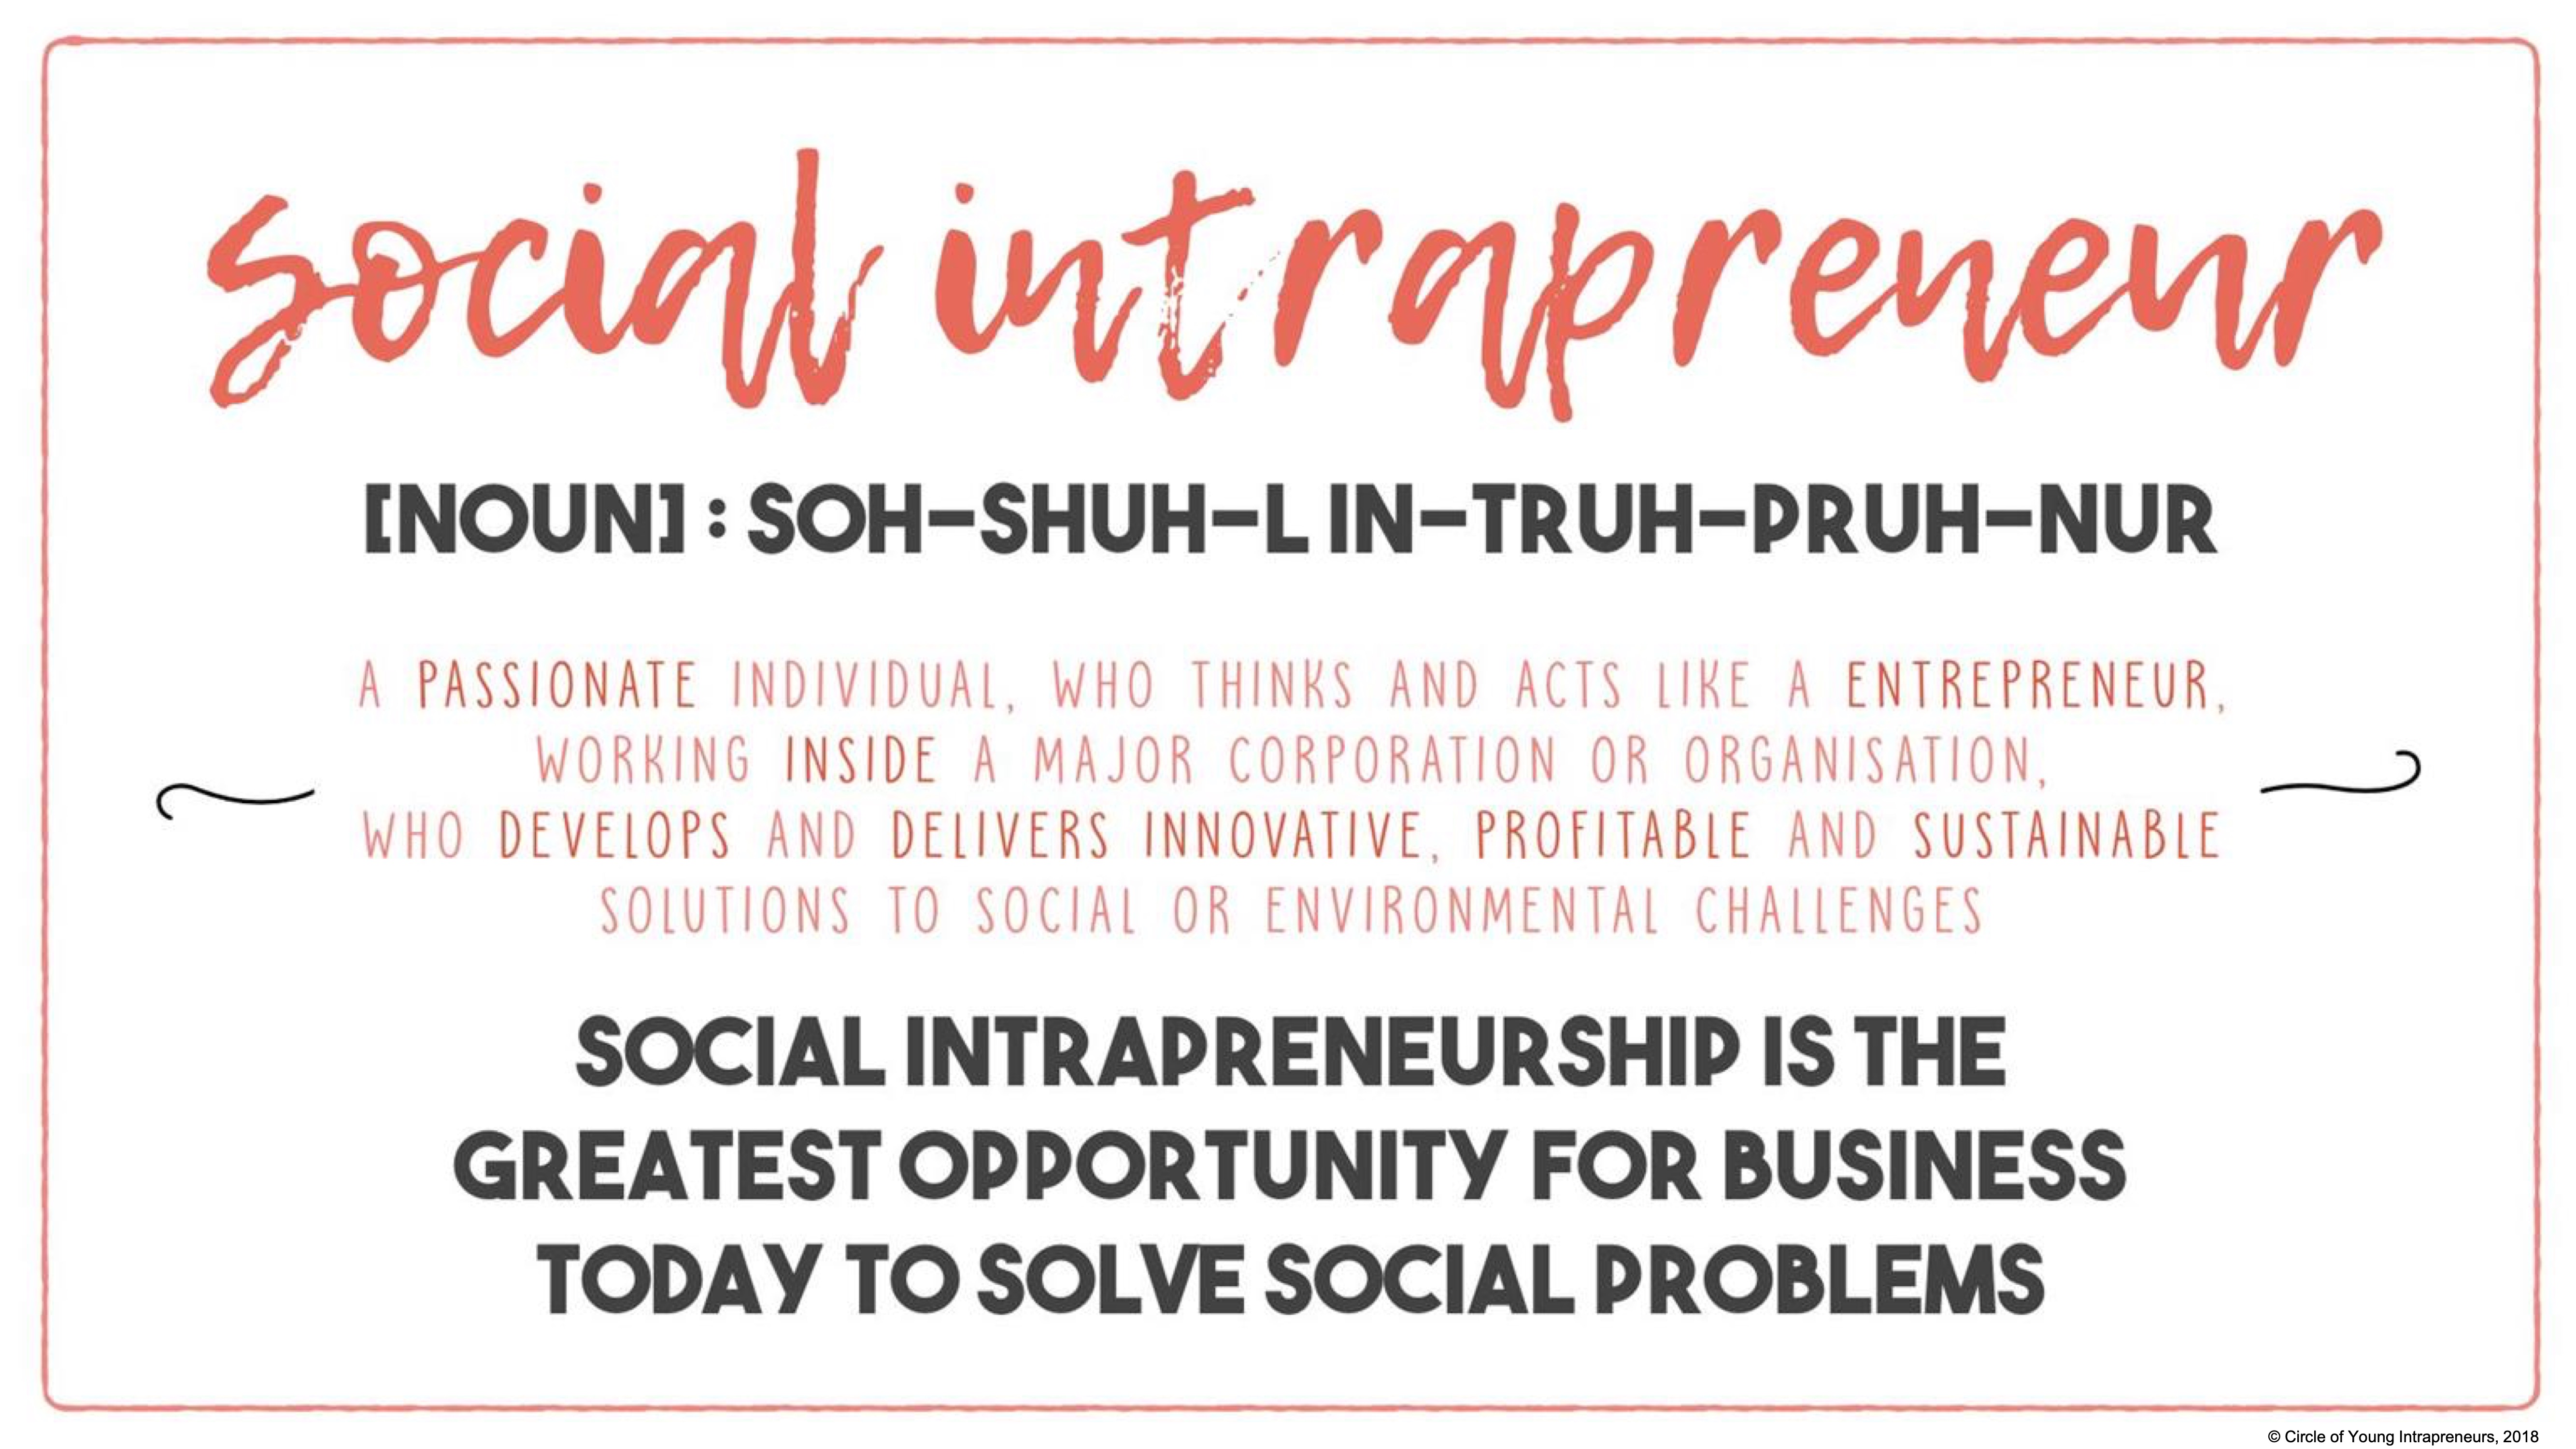 social intrapreneur
[NOUN] : SOH-SHUH-L IN-TRUH-PRUH-NUR
A PASSIONATE INDIVIDUAL, WHO THINKS AND ACTS LIKE A ENTREPRENEUR,
WORKING INSIDE A MAJOR CORPORATION OR ORGANISATION,
WHO DEVELOPS AND DELIVERS INNOVATIVE, PROFITABLE AND SUSTAINABLE
SOLUTIONS TO SOCIAL OR ENVIRONMENTAL CHALLENGES
SOCIAL INTRAPRENEURSHIP IS THE
GREATEST OPPORTUNITY FOR BUSINESS
TODAY TO SOLVE SOCIAL PROBLEMS
© Circle of Young Intrapreneurs, 2018